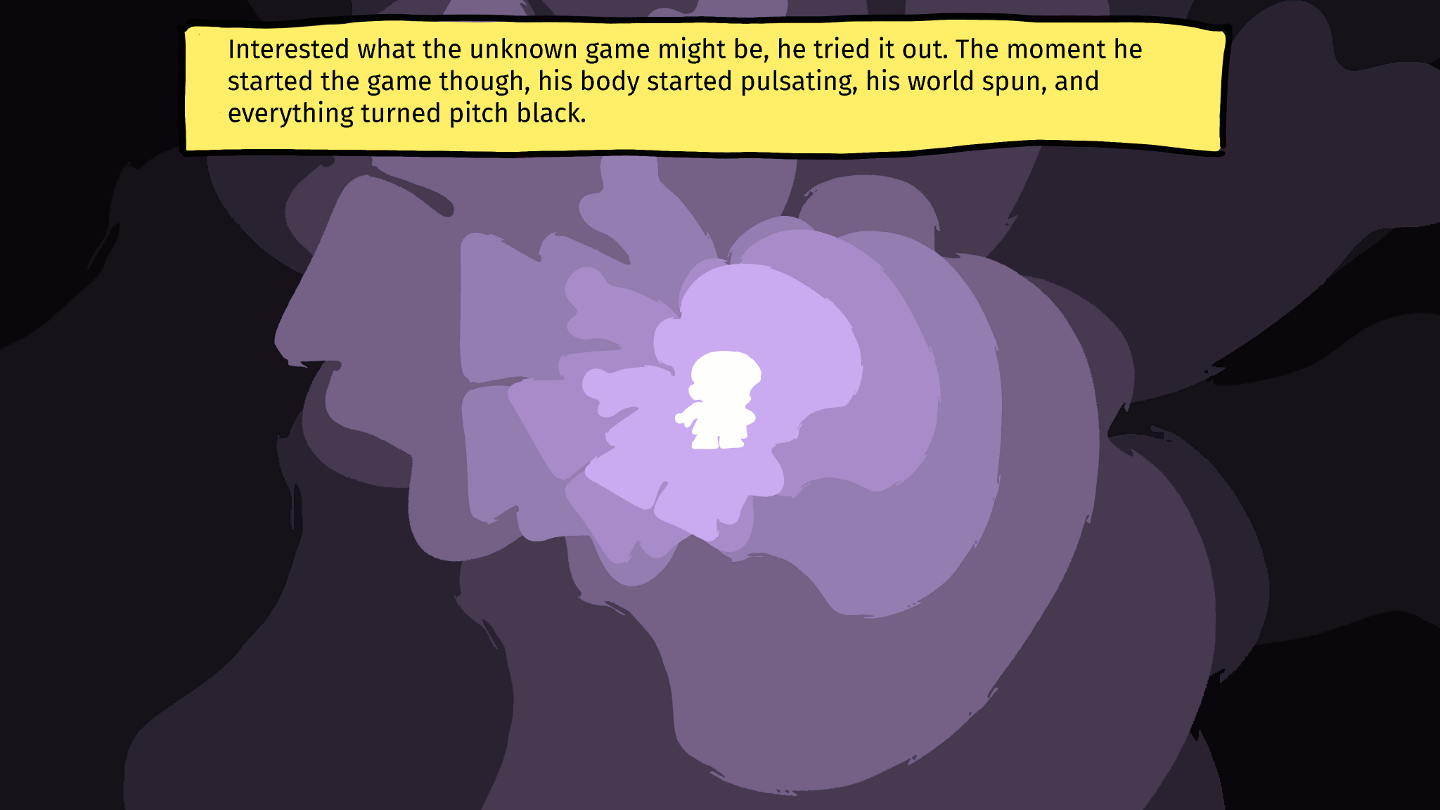 Interested what the unknown game might be, he tried it out. The moment he
started the game though, his body started pulsating, his world spun, and
everything turned pitch black.